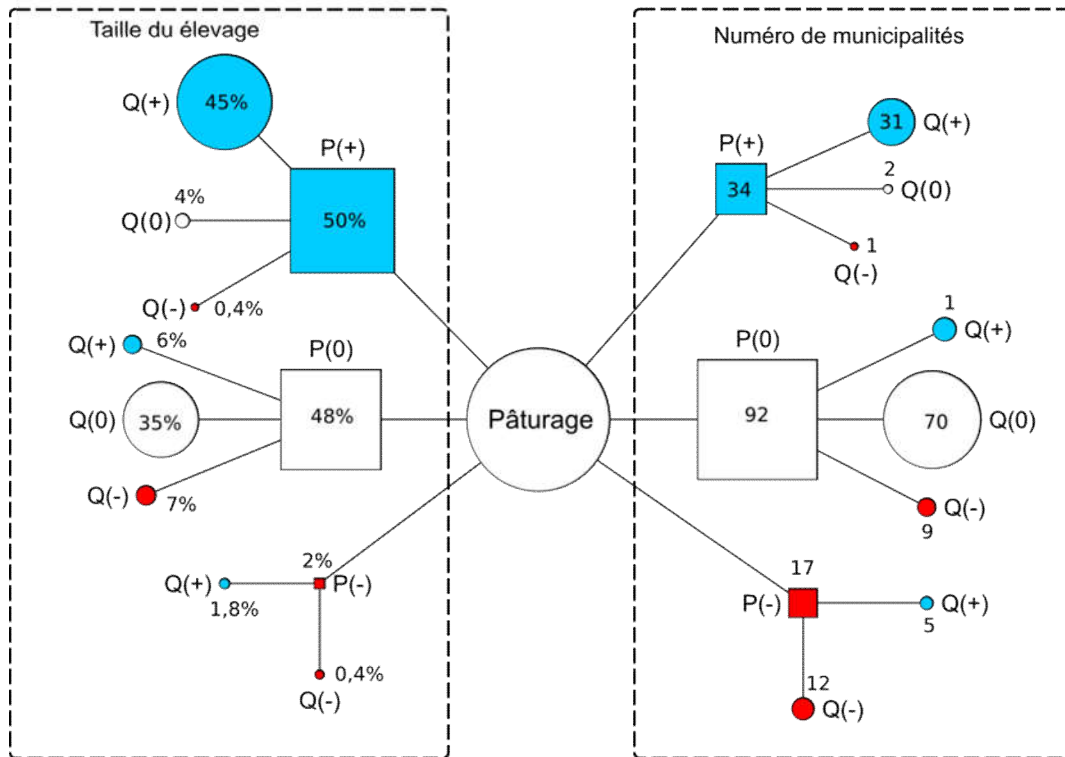 Taille du élevage
Q(+)
45%
P(+)
4%
Q(0)
50%
Q(-)
0,4%
Q(+)
6%
P(0)
Q(0)
35%
48%
Q(-)
7%
2%
Q(+)
P(-)
1,8%
0,4%
Q(-)
Pâturage
Numéro de municipalités
31
Q(+)
P(+)
2
34
Q(0)
1
Q(-)
1
Q(+)
P(0)
92
70
Q(0)
Q(-)
9
17
P(-)
Q(+)
5
12
Q(-)